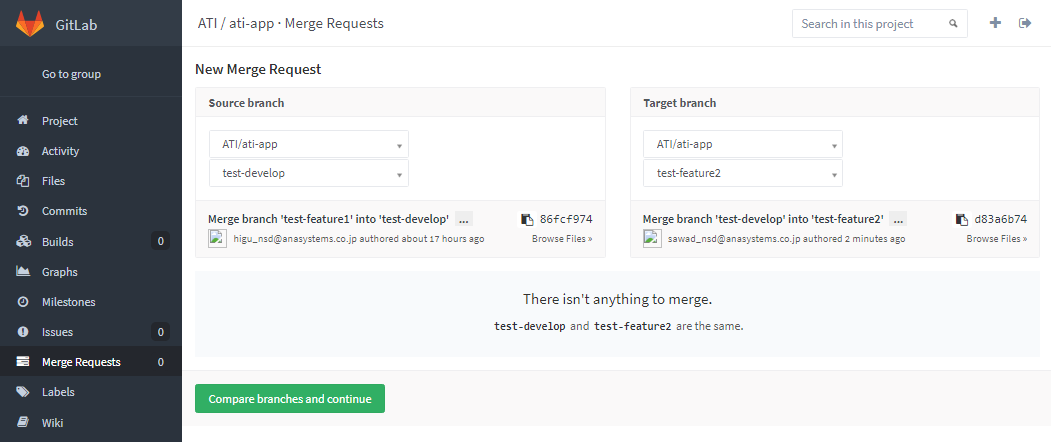 GitLab
ATI / ati-app · Merge Requests
Search in this project
Go to group
Project
Activity
Files
Commits
Builds 0
Graphs
Milestones
Issues 0
Merge Requests 0
Labels
Wiki
New Merge Request
Source branch
ATI/ati-app
test-develop
Merge branch 'test-feature1' into 'test-develop' ... 86fcf974
higu_nsd@anasystems.co.jp authored about 17 hours ago Browse Files »
Target branch
ATI/ati-app
test-feature2
Merge branch 'test-develop' into 'test-feature2' ... d83a6b74
sawad_nsd@anasystems.co.jp authored 2 minutes ago Browse Files »
There isn't anything to merge.
test-develop and test-feature2 are the same.
Compare branches and continue